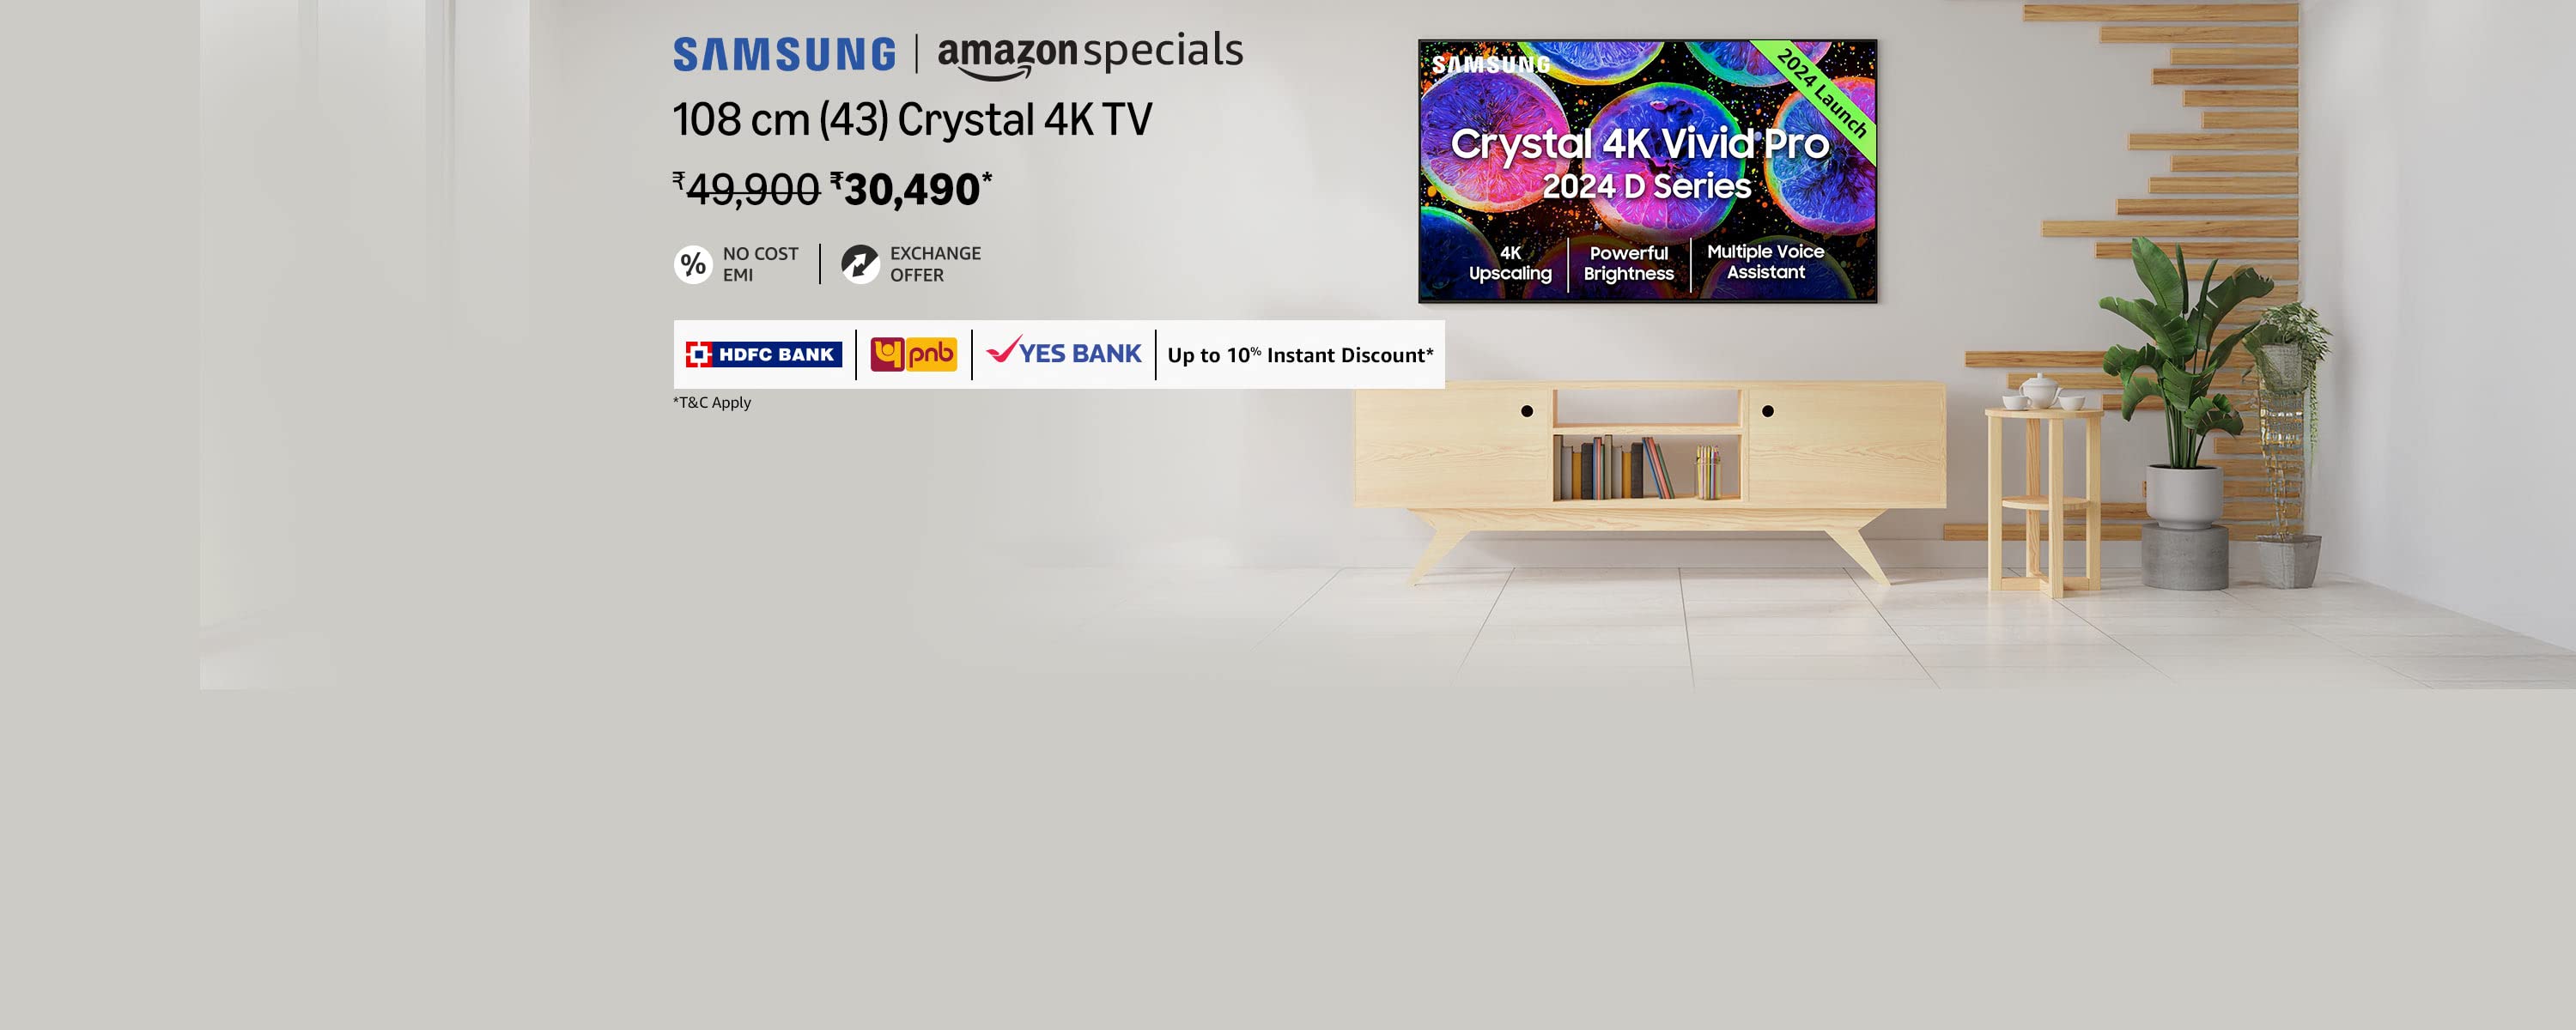 SAMSUNG | amazon specials
108 cm (43) Crystal 4K TV
₹49,900 ₹30,490*
% NO COST
EMI
EXCHANGE
OFFER
HDFC BANK | pnb | YES BANK | Up to 10% Instant Discount*
*T&C Apply
SAMSUNG
2024 Launch
Crystal 4K Vivid Pro
2024 D Series
4K
Upscaling
Powerful
Brightness
Multiple Voice
Assistant